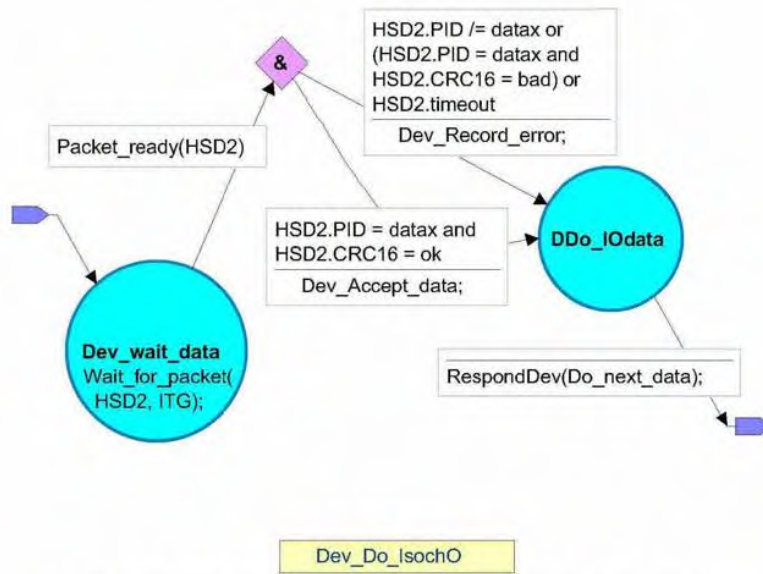 HSD2.PID /= datax or
(HSD2.PID = datax and
HSD2.CRC16 = bad) or
HSD2.timeout
Dev_Record_error;
&
Packet_ready(HSD2)
HSD2.PID = datax and
HSD2.CRC16 = ok
Dev_Accept_data;
DDo_IOdata
Dev_wait_data
Wait_for_packet(
HSD2, ITG);
RespondDev(Do_next_data);
Dev_Do_IsochO